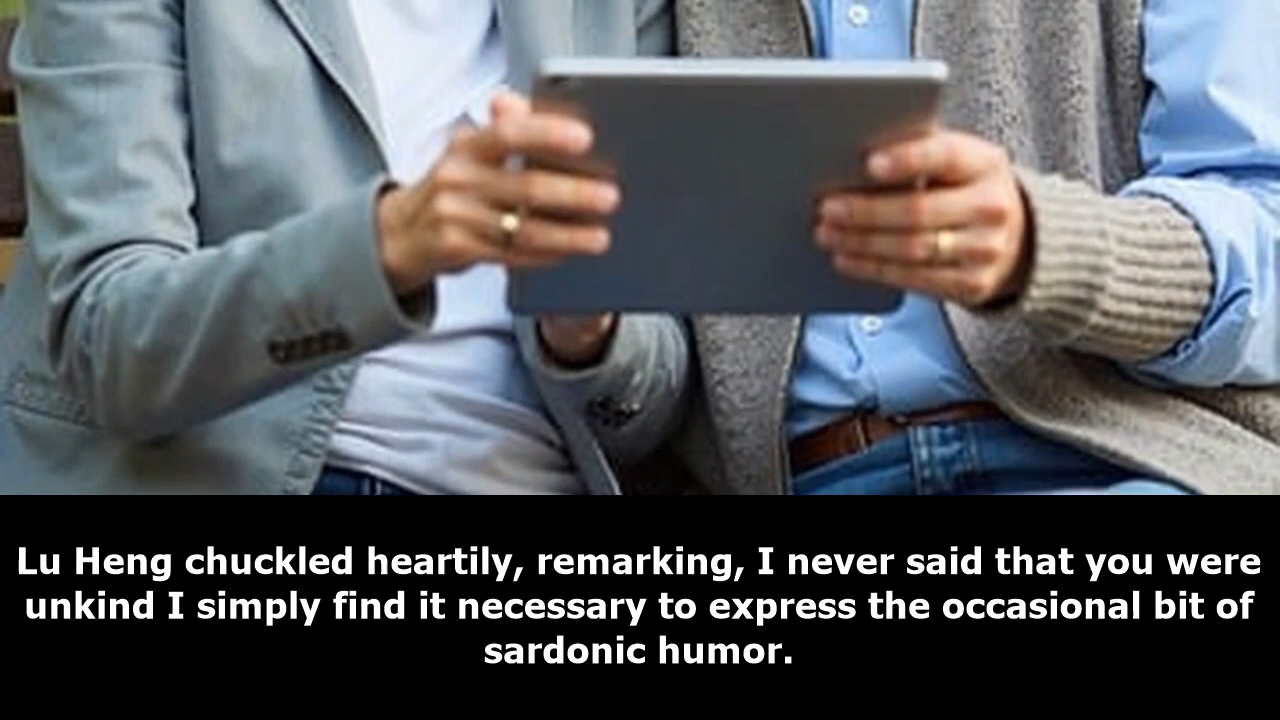 Lu Heng chuckled heartily, remarking, I never said that you were
unkind I simply find it necessary to express the occasional bit of
sardonic humor.